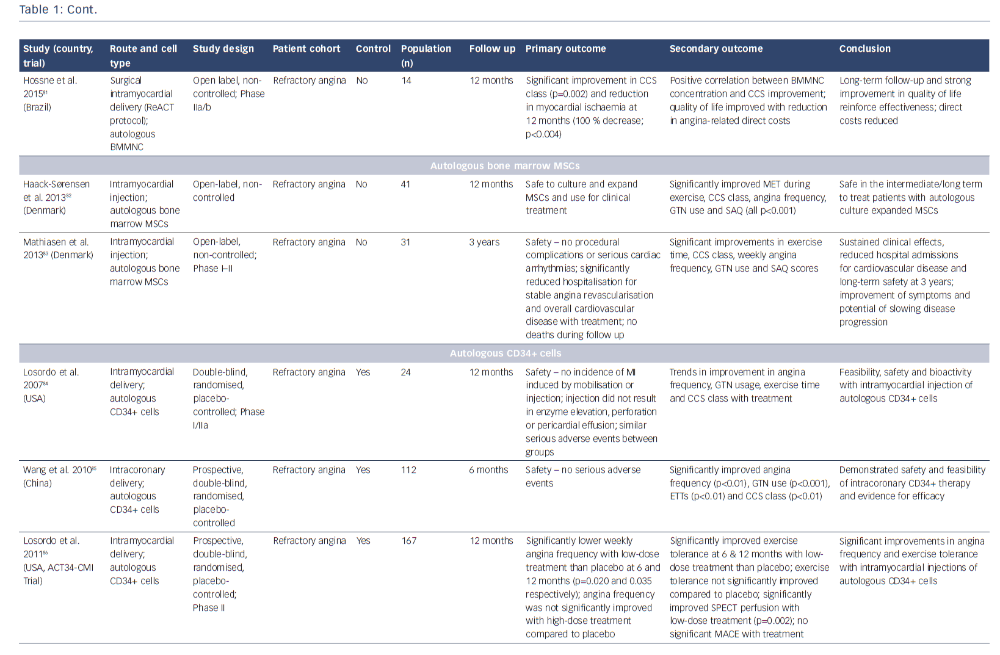 Table 1: Cont.
Study (country,
trial)
Route and cell
type
Study design
Patient cohort
Control
Population
(n)
Follow up
Primary outcome
Secondary outcome
Conclusion
Hossne et al.
2015⁸¹
(Brazil)
Surgical
intramyocardial
delivery (ReACT
protocol);
autologous
BMMNC
Open label, non-
controlled; Phase
IIa/b
Refractory angina
No
14
12 months
Significant improvement in CCS
class (p=0.002) and reduction
in myocardial ischaemia at
12 months (100 % decrease;
p<0.004)
Positive correlation between BMMNC
concentration and CCS improvement;
quality of life improved with reduction
in angina-related direct costs
Long-term follow-up and strong
improvement in quality of life
reinforce effectiveness; direct
costs reduced
Autologous bone marrow MSCs
Haack-Sørensen
et al. 2013⁸²
(Denmark)
Intramyocardial
injection;
autologous bone
marrow MSCs
Open-label, non-
controlled
Refractory angina
No
41
12 months
Safe to culture and expand
MSCs and use for clinical
treatment
Significantly improved MET during
exercise, CCS class, angina frequency,
GTN use and SAQ (all p<0.001)
Safe in the intermediate/long term
to treat patients with autologous
culture expanded MSCs
Mathiasen et al.
2013⁸³ (Denmark)
Intramyocardial
injection;
autologous bone
marrow MSCs
Open-label,
non-controlled;
Phase I–II
Refractory angina
No
31
3 years
Safety – no procedural
complications or serious cardiac
arrhythmias; significantly
reduced hospitalisation for
stable angina revascularisation
and overall cardiovascular
disease with treatment; no
deaths during follow up
Significant improvements in exercise
time, CCS class, weekly angina
frequency, GTN use and SAQ scores
Sustained clinical effects,
reduced hospital admissions
for cardiovascular disease and
long-term safety at 3 years;
improvement of symptoms and
potential of slowing disease
progression
Autologous CD34+ cells
Losordo et al.
2007⁸⁴
(USA)
Intramyocardial
delivery;
autologous
CD34+ cells
Double-blind,
randomised,
placebo-
controlled; Phase
I/IIa
Refractory angina
Yes
24
12 months
Safety – no incidence of MI
induced by mobilisation or
injection; injection did not result
in enzyme elevation, perforation
or pericardial effusion; similar
serious adverse events between
groups
Trends in improvement in angina
frequency, GTN usage, exercise time
and CCS class with treatment
Feasibility, safety and bioactivity
with intramyocardial injection of
autologous CD34+ cells
Wang et al. 2010⁸⁵
(China)
Intracoronary
delivery;
autologous
CD34+ cells
Prospective,
double-blind,
randomised,
placebo-
controlled
Refractory angina
Yes
112
6 months
Safety – no serious adverse
events
Significantly improved angina
frequency (p<0.01), GTN use (p<0.001),
ETTs (p<0.01) and CCS class (p<0.01)
Demonstrated safety and feasibility
of intracoronary CD34+ therapy
and evidence for efficacy
Losordo et al.
2011⁸⁶
(USA, ACT34-CMI
Trial)
Intramyocardial
delivery;
autologous
CD34+ cells
Prospective,
double-blind,
randomised,
placebo-
controlled;
Phase II
Refractory angina
Yes
167
12 months
Significantly lower weekly
angina frequency with low-dose
treatment than placebo at 6 and
12 months (p=0.020 and 0.035
respectively); angina frequency
was not significantly improved
with high-dose treatment
compared to placebo
Significantly improved exercise
tolerance at 6 & 12 months with low-
dose treatment than placebo; exercise
tolerance not significantly improved
compared to placebo; significantly
improved SPECT perfusion with
low-dose treatment (p=0.002); no
significant MACE with treatment
Significant improvements in angina
frequency and exercise tolerance
with intramyocardial injections of
autologous CD34+ cells